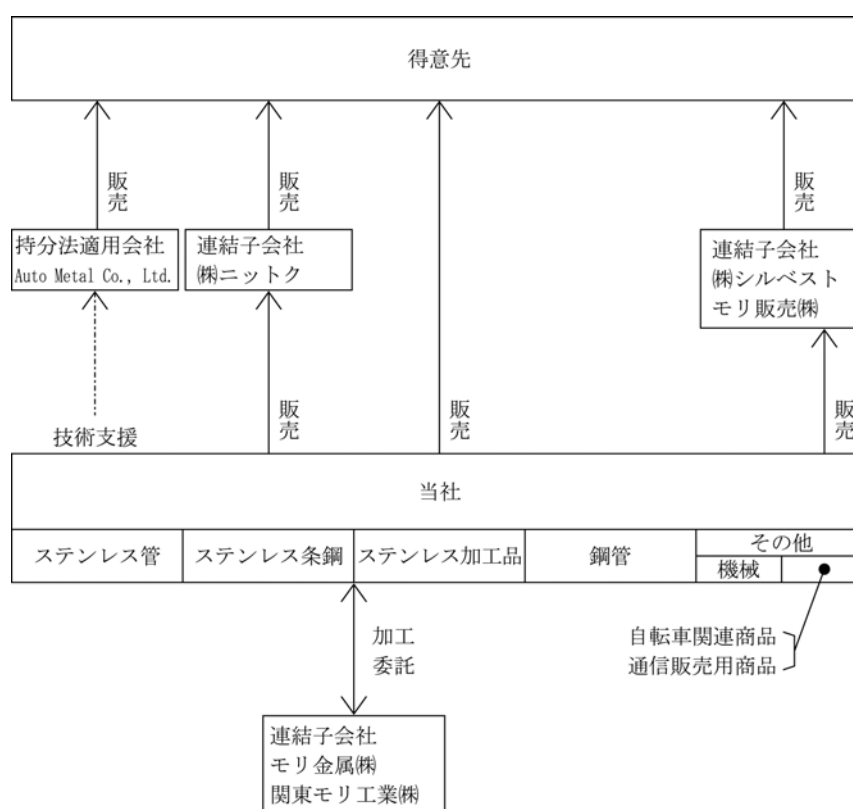 得意先
販売
販売
販売
持分法適用会社
Auto Metal Co., Ltd.
連結子会社
㈱ニットク
連結子会社
㈱シルベスト
モリ販売㈱
技術支援
販売
販売
販売
当社
ステンレス管
ステンレス条鋼
ステンレス加工品
鋼管
その他
機械
加工
委託
自転車関連商品
通信販売用商品
連結子会社
モリ金属㈱
関東モリ工業㈱